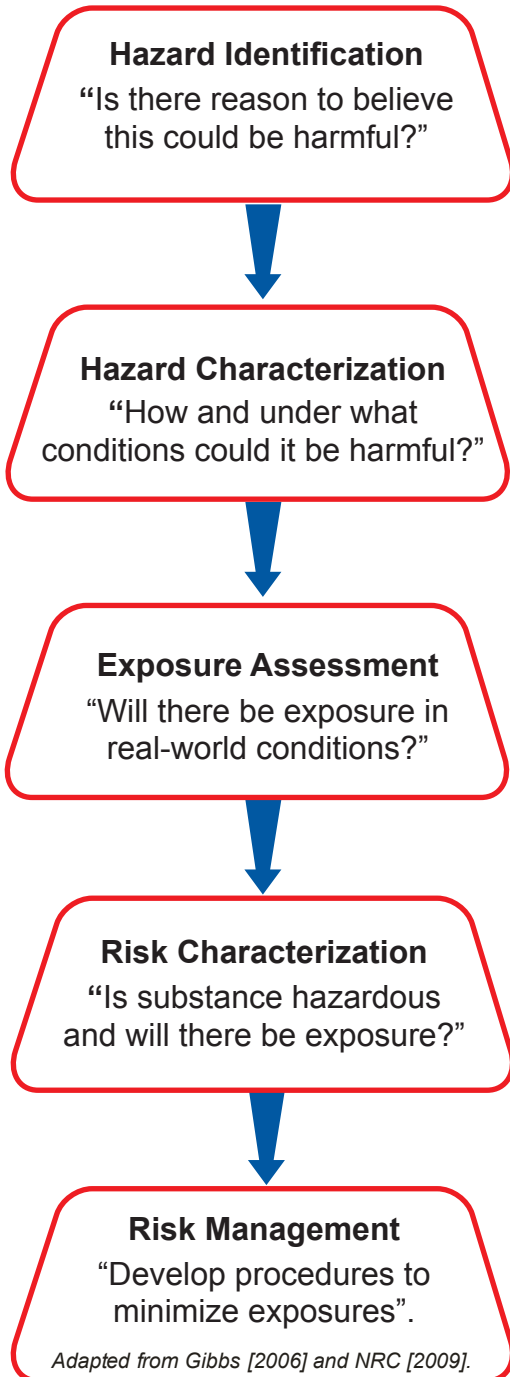 Hazard Identification
“Is there reason to believe
this could be harmful?”
Hazard Characterization
“How and under what
conditions could it be harmful?”
Exposure Assessment
“Will there be exposure in
real-world conditions?”
Risk Characterization
“Is substance hazardous
and will there be exposure?”
Risk Management
“Develop procedures to
minimize exposures”.
Adapted from Gibbs [2006] and NRC [2009].